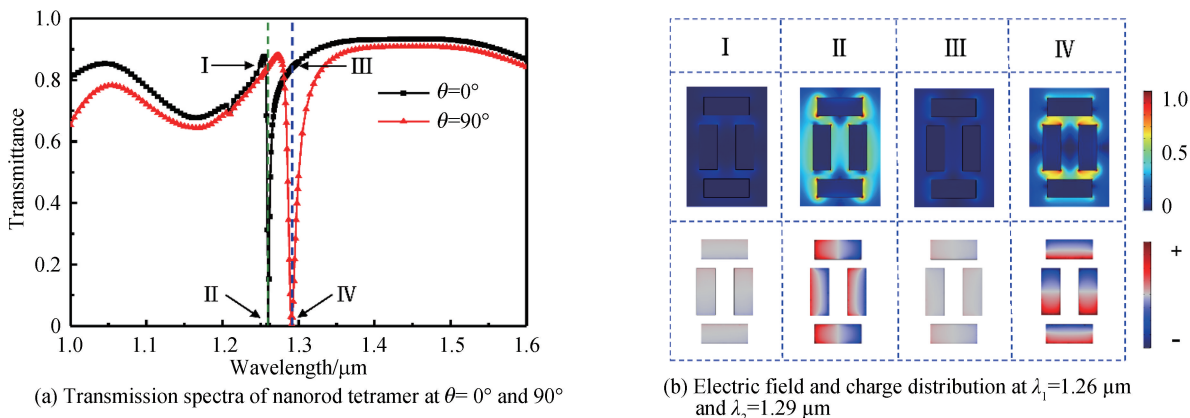 1.0
0.8
0.6
0.4
0.2
0
Transmittance
I
III
θ=0°
θ=90°
II
IV
1.0 1.1 1.2 1.3 1.4 1.5 1.6
Wavelength/μm
(a) Transmission spectra of nanorod tetramer at θ= 0° and 90°
I II III IV
1.0
0.5
0
+
-
(b) Electric field and charge distribution at λ₁=1.26 μm
and λ₂=1.29 μm